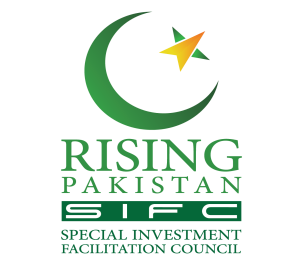 RISING
PAKISTAN
SIFC
SPECIAL INVESTMENT
FACILITATION COUNCIL